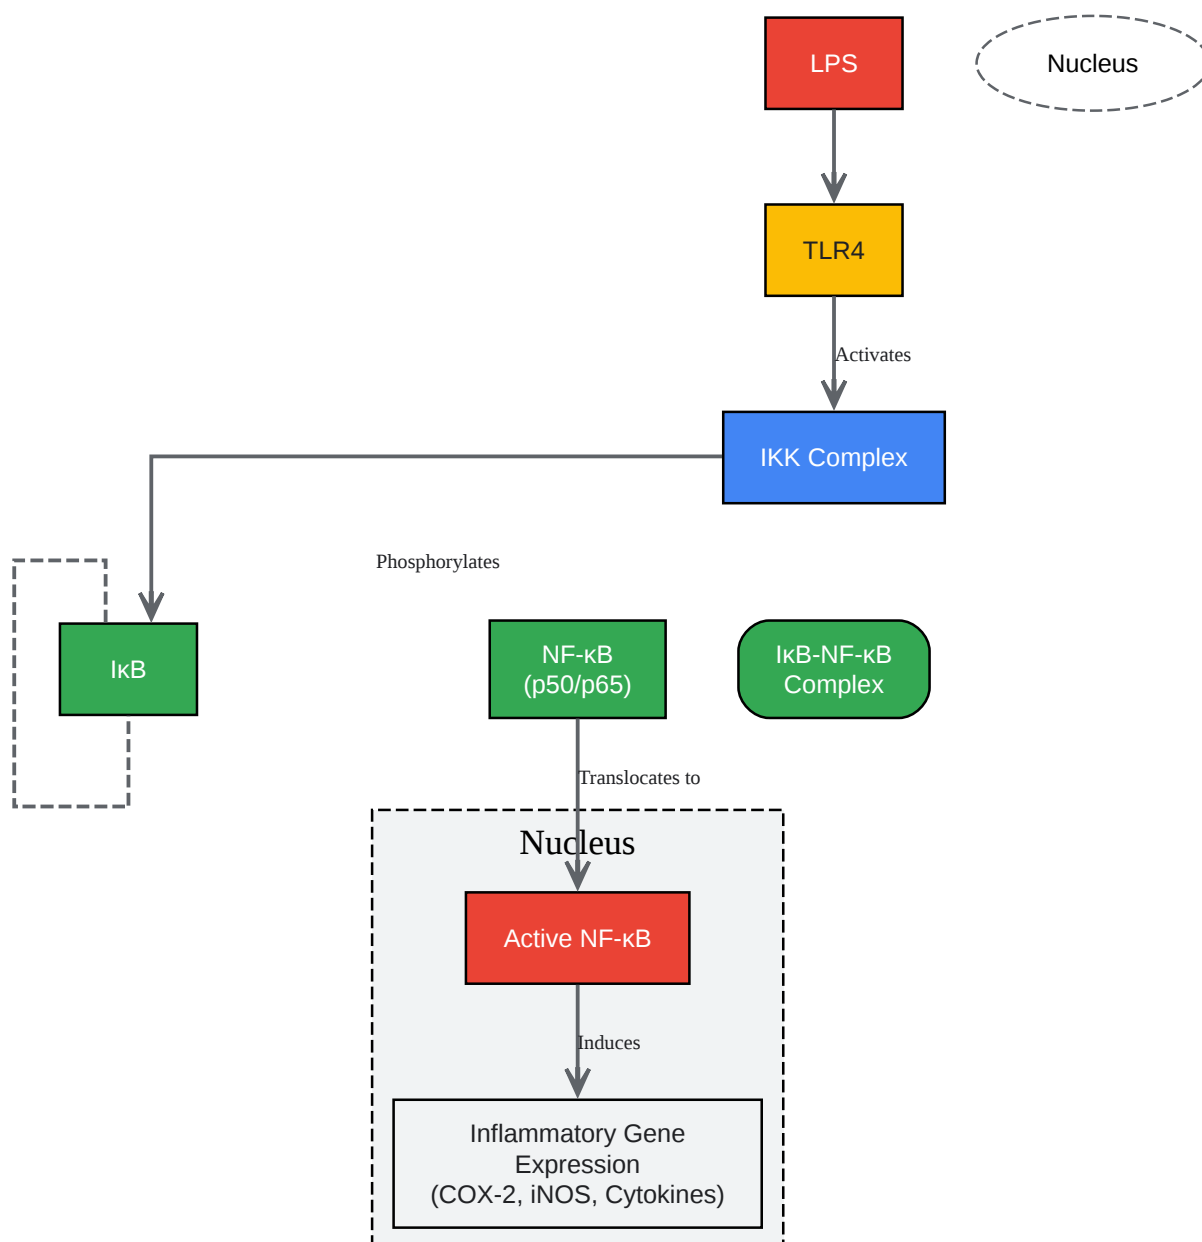 LPS
Nucleus
TLR4
Activates
IKK Complex
Phosphorylates
IκB
NF-κB
(p50/p65)
IκB-NF-κB
Complex
Translocates to
Nucleus
Active NF-κB
Induces
Inflammatory Gene
Expression
(COX-2, iNOS, Cytokines)